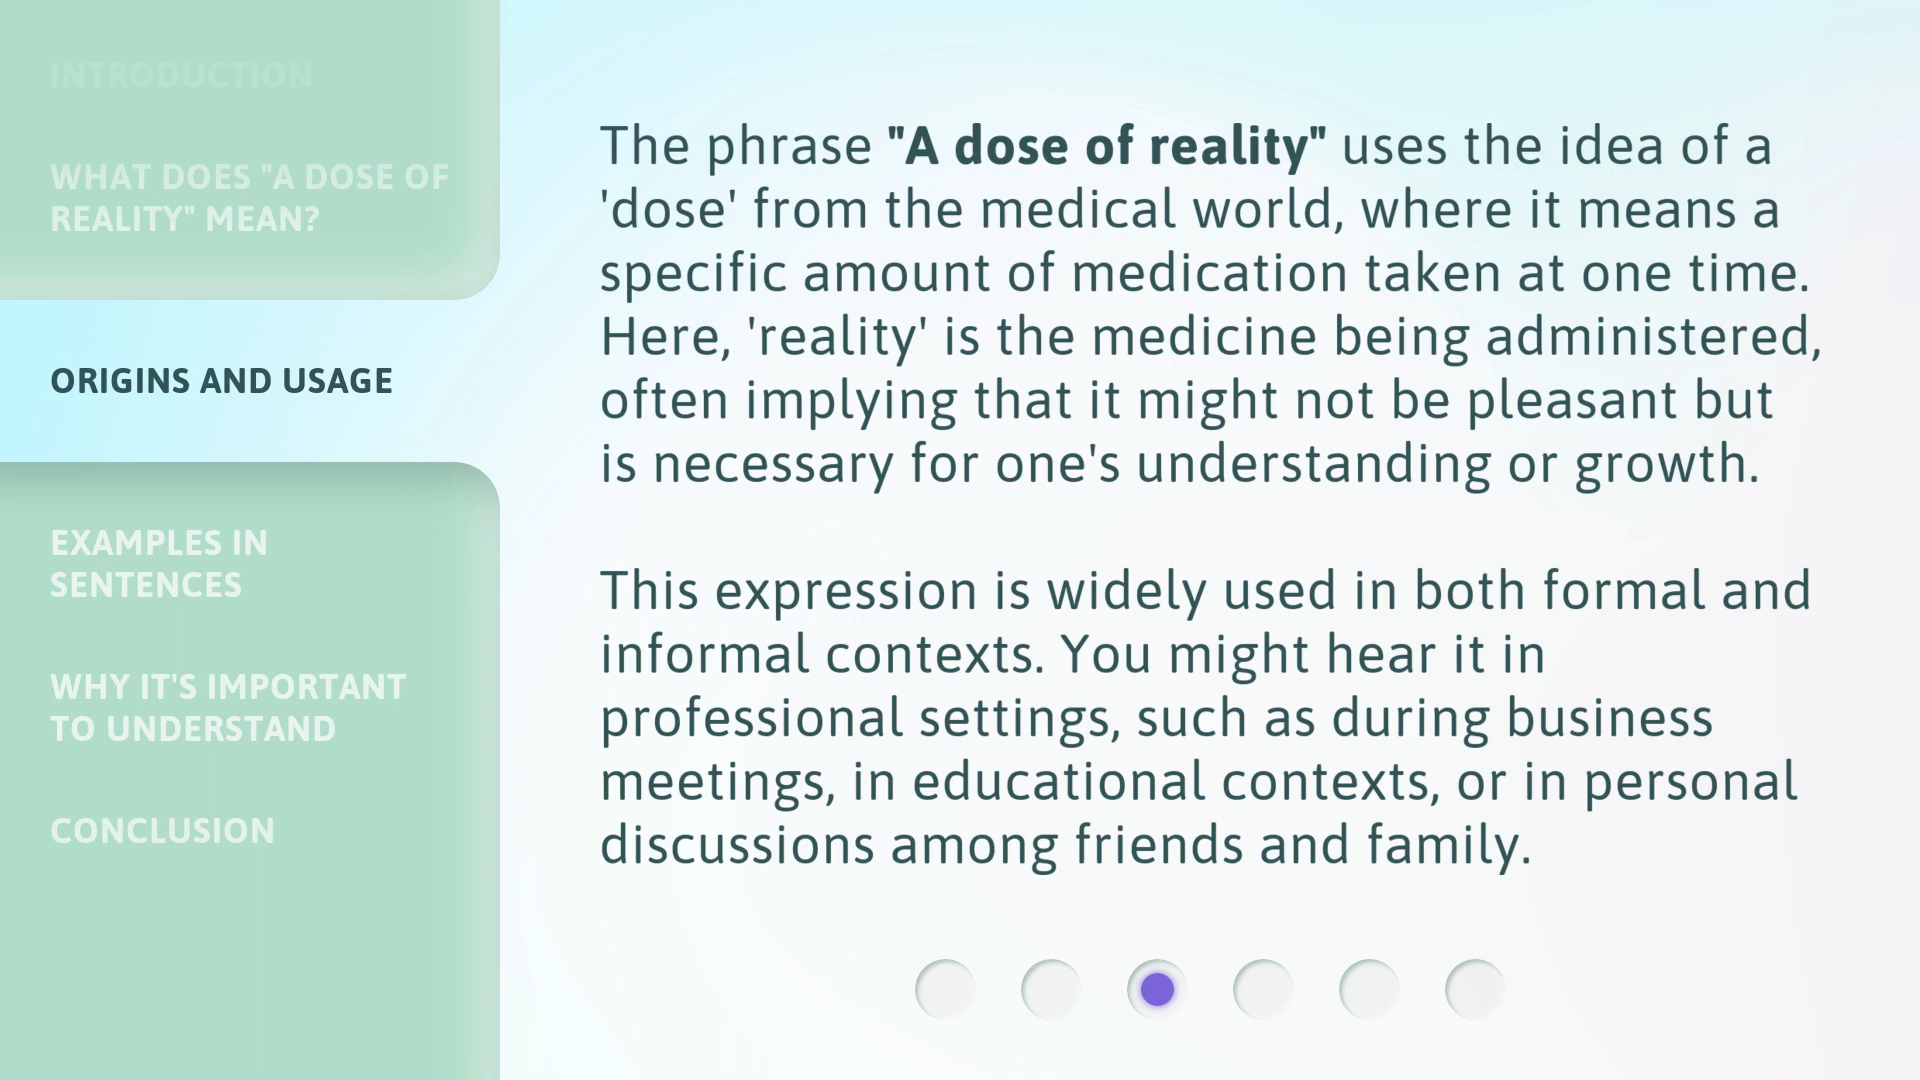 INTRODUCTION
WHAT DOES "A DOSE OF
REALITY" MEAN?
ORIGINS AND USAGE
EXAMPLES IN
SENTENCES
WHY IT'S IMPORTANT
TO UNDERSTAND
CONCLUSION
The phrase "A dose of reality" uses the idea of a
'dose' from the medical world, where it means a
specific amount of medication taken at one time.
Here, 'reality' is the medicine being administered,
often implying that it might not be pleasant but
is necessary for one's understanding or growth.
This expression is widely used in both formal and
informal contexts. You might hear it in
professional settings, such as during business
meetings, in educational contexts, or in personal
discussions among friends and family.